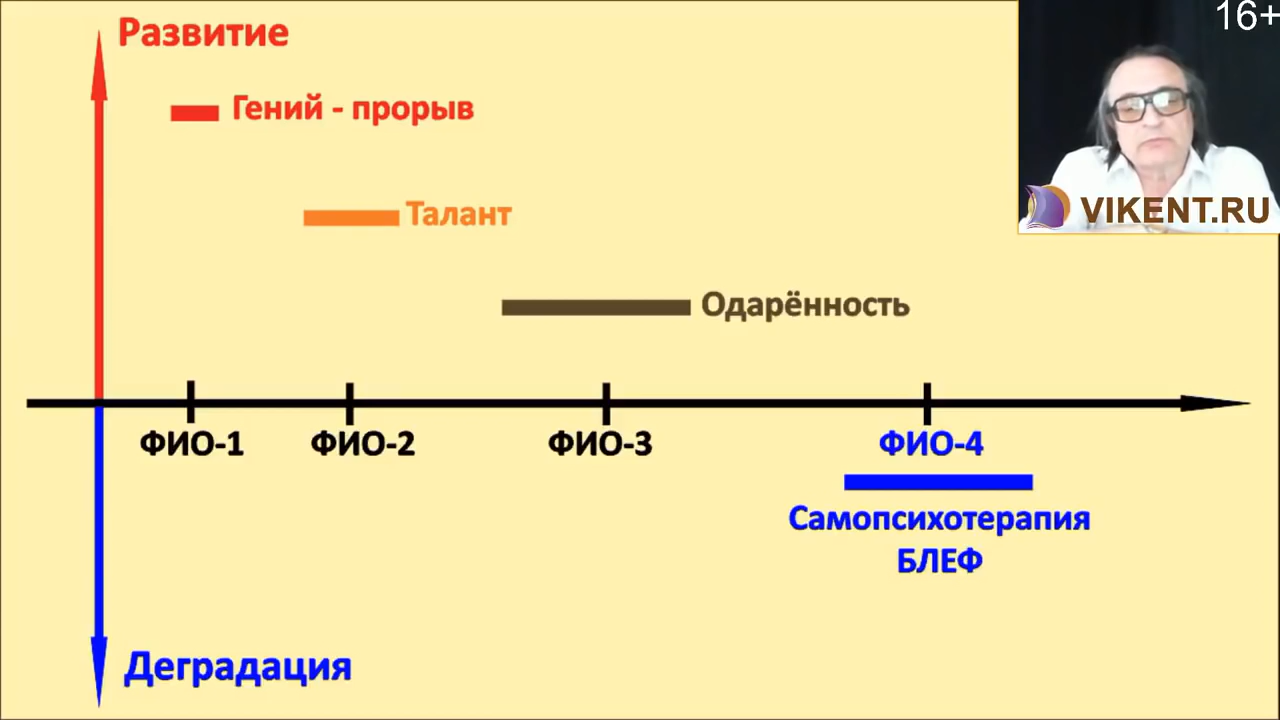 Развитие
16+
Гений - прорыв
VIKENT.RU
Талант
Одарённость
ФИО-1
ФИО-2
ФИО-3
ФИО-4
Самопсихотерапия
БЛЕФ
Деградация